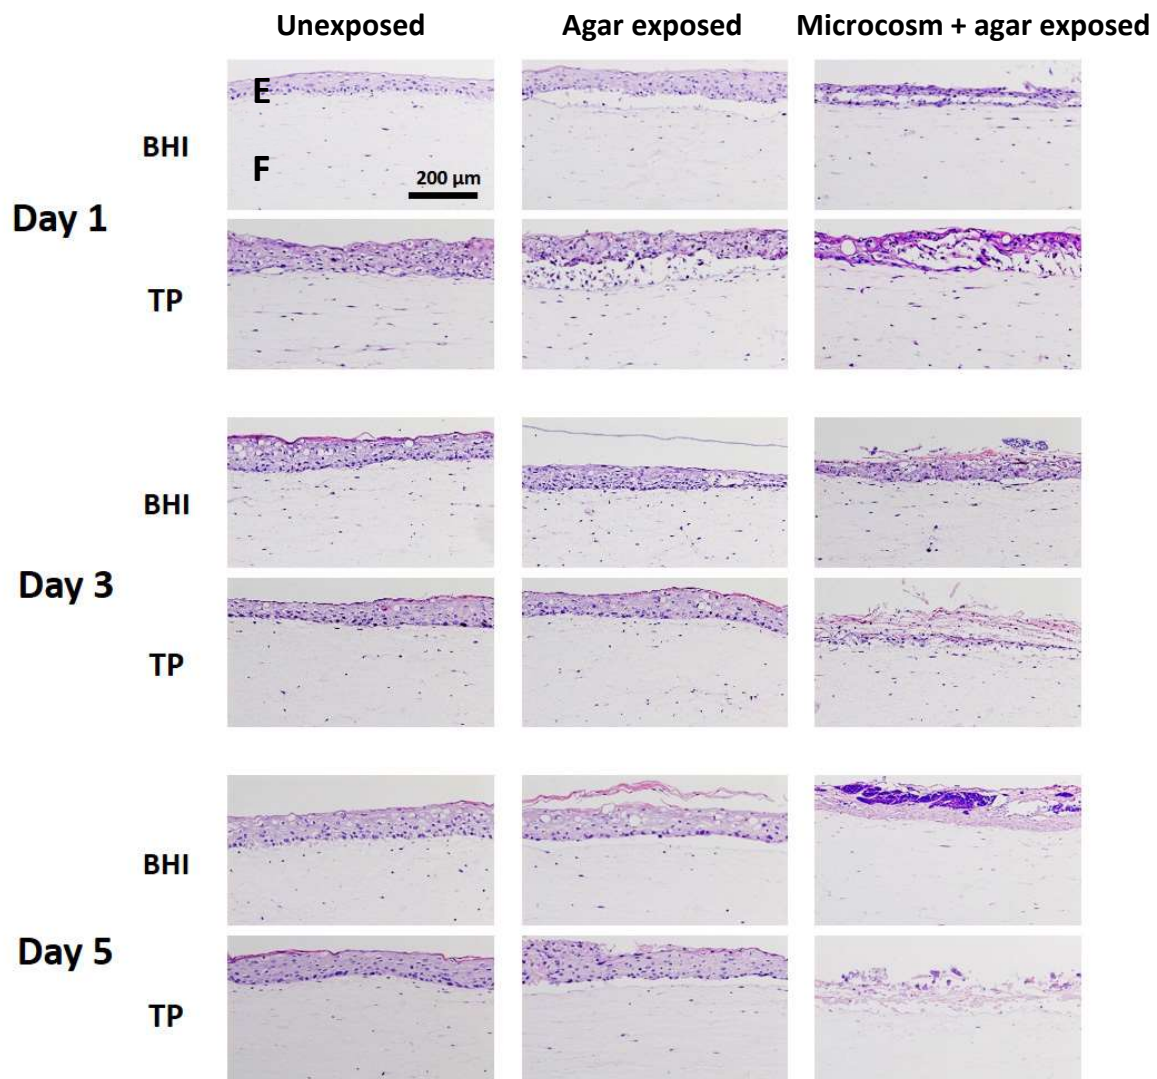 Unexposed Agar exposed Microcosm + agar exposed
E
BHI
F
200 µm
Day 1
TP
BHI
Day 3
TP
BHI
Day 5
TP